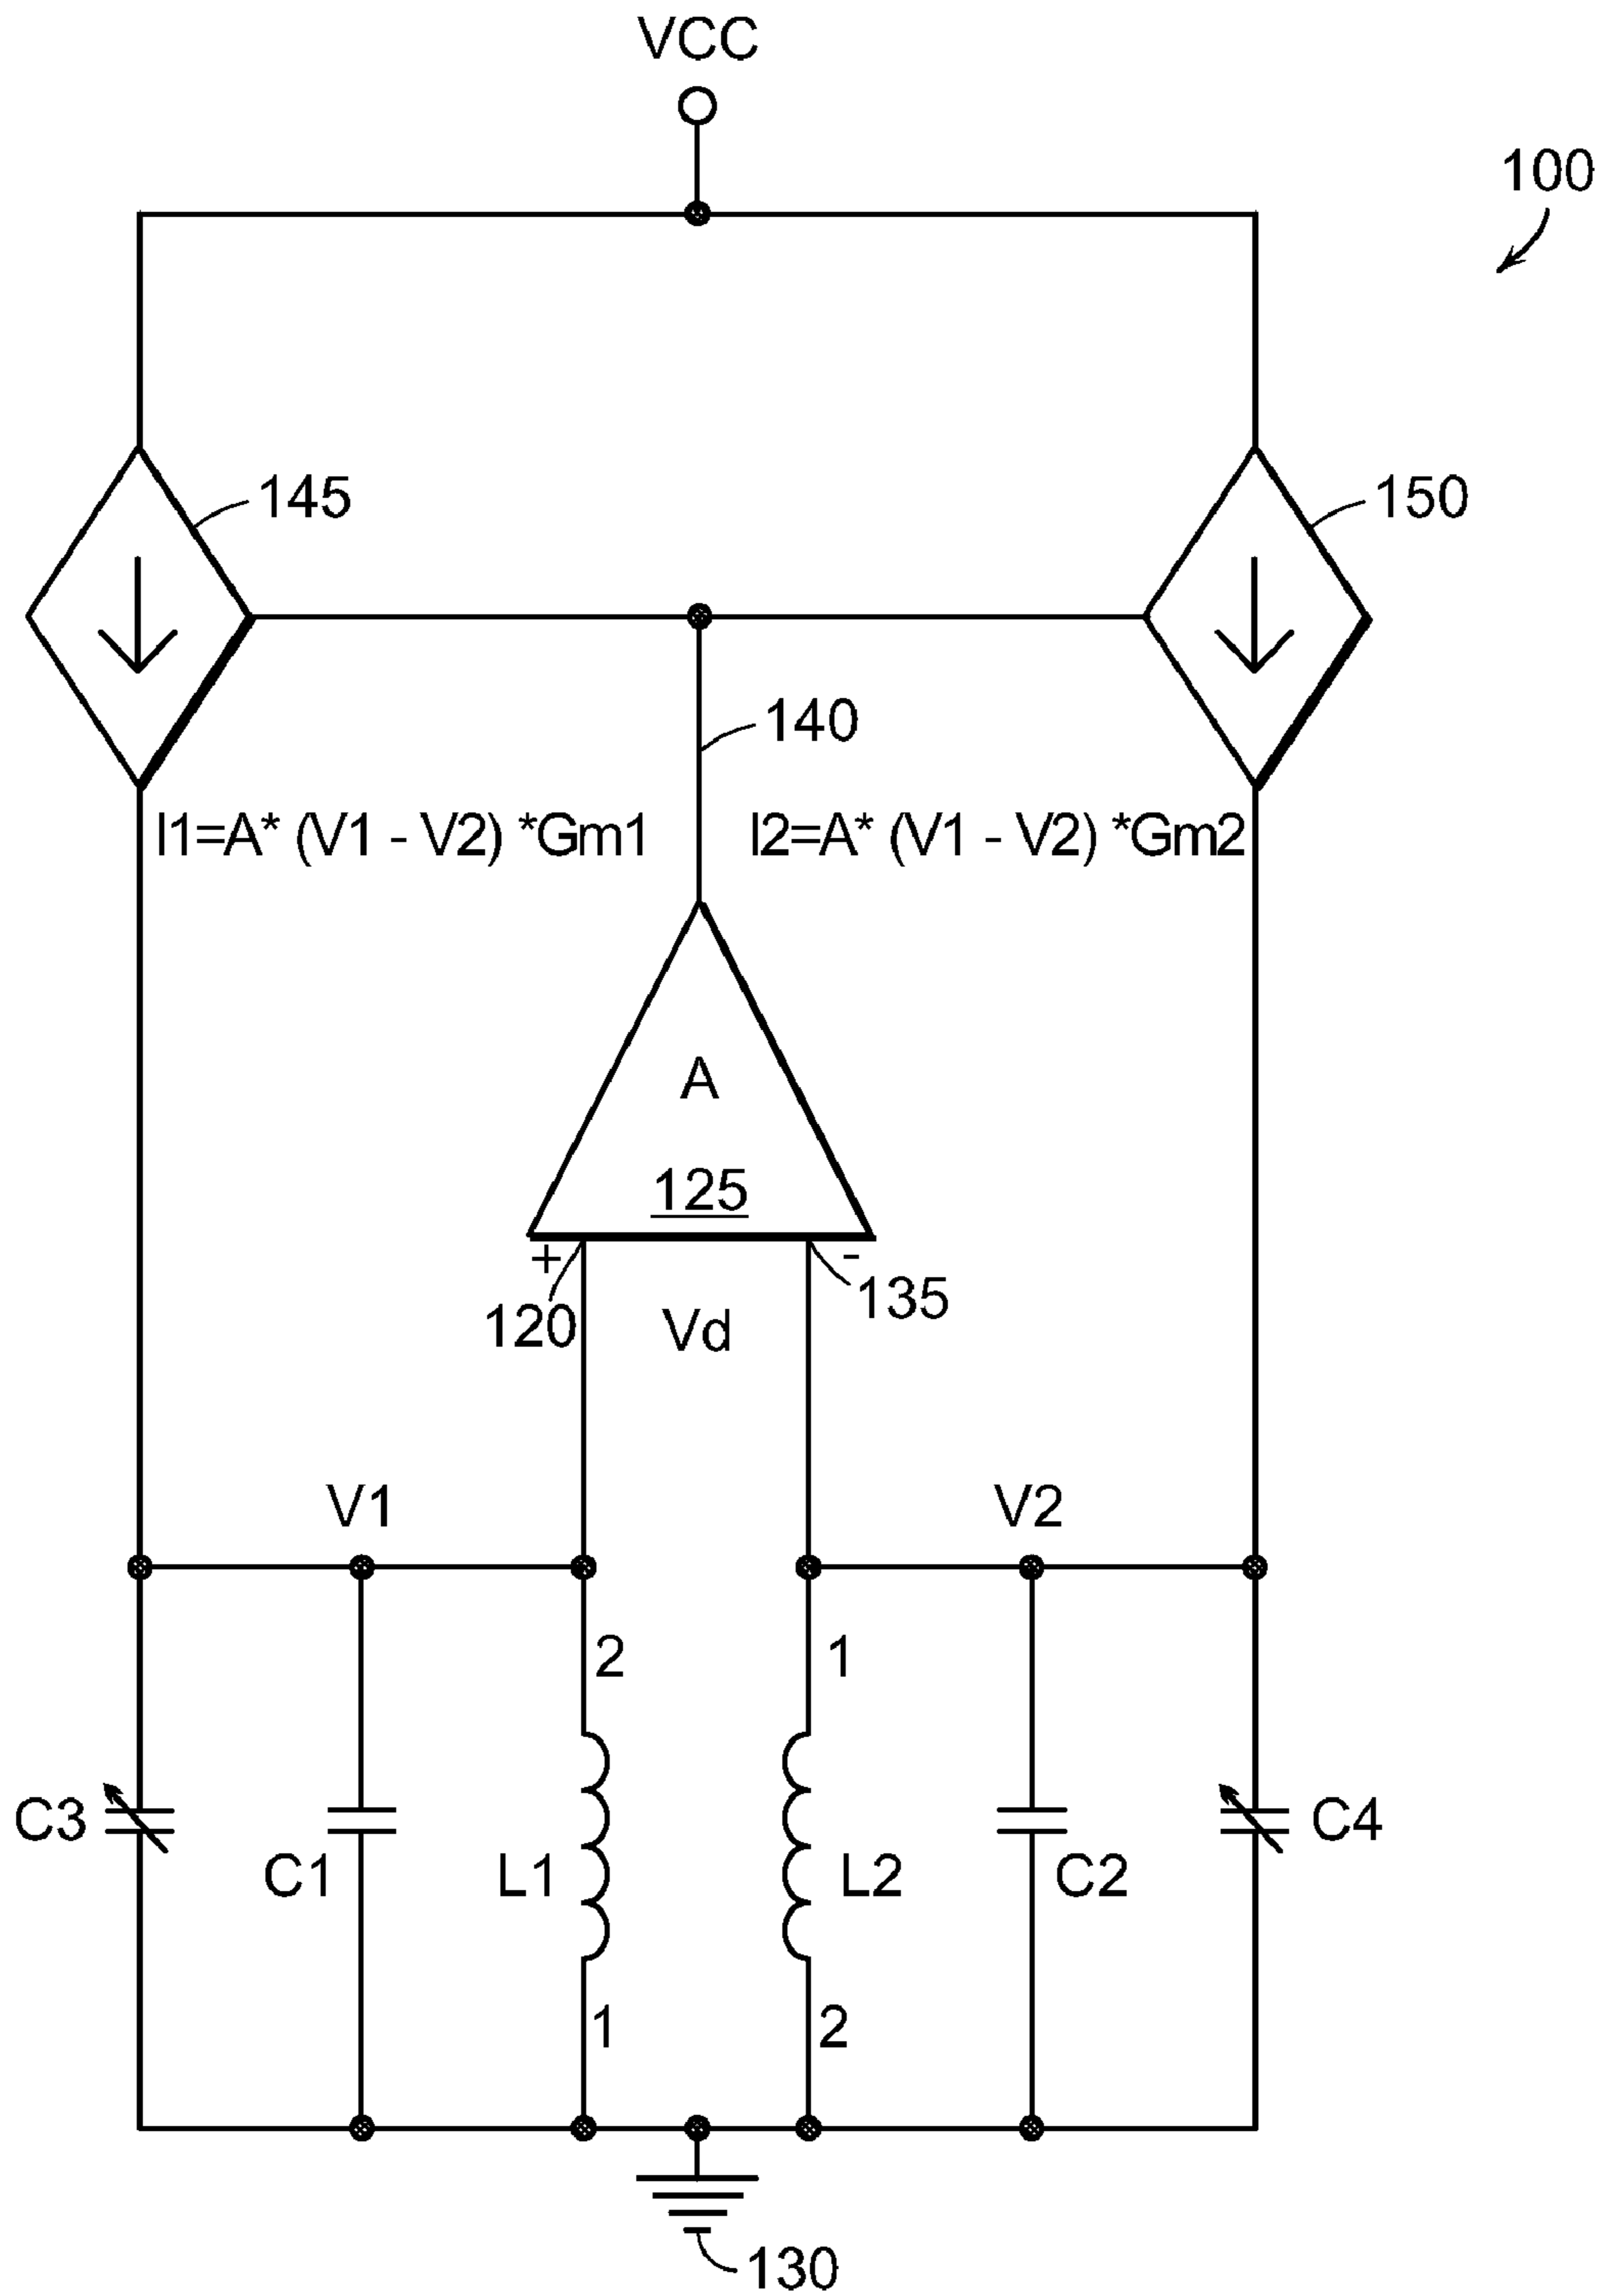 VCC
100
145
150
140
I1=A* (V1 - V2) *Gm1
I2=A* (V1 - V2) *Gm2
A
125
+
-
120
Vd
135
V1
V2
2
1
C3
C1
L1
L2
C2
C4
1
2
130